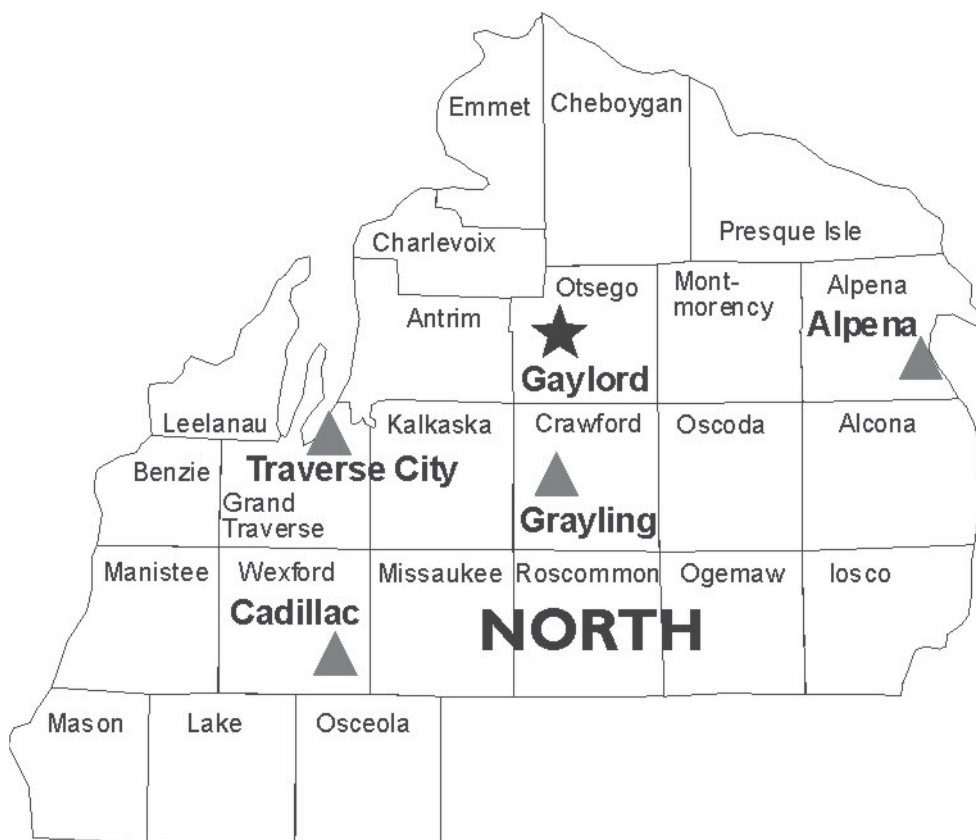 Emmet
Cheboygan
Charlevoix
Presque Isle
Antrim
Otsego
Mont-
morency
Alpena
Alpena
Gaylord
Leelanau
Kalkaska
Crawford
Oscoda
Alcona
Benzie
Traverse City
Grand
Traverse
Grayling
Manistee
Wexford
Missaukee
Roscommon
Ogemaw
Iosco
Cadillac
NORTH
Mason
Lake
Osceola